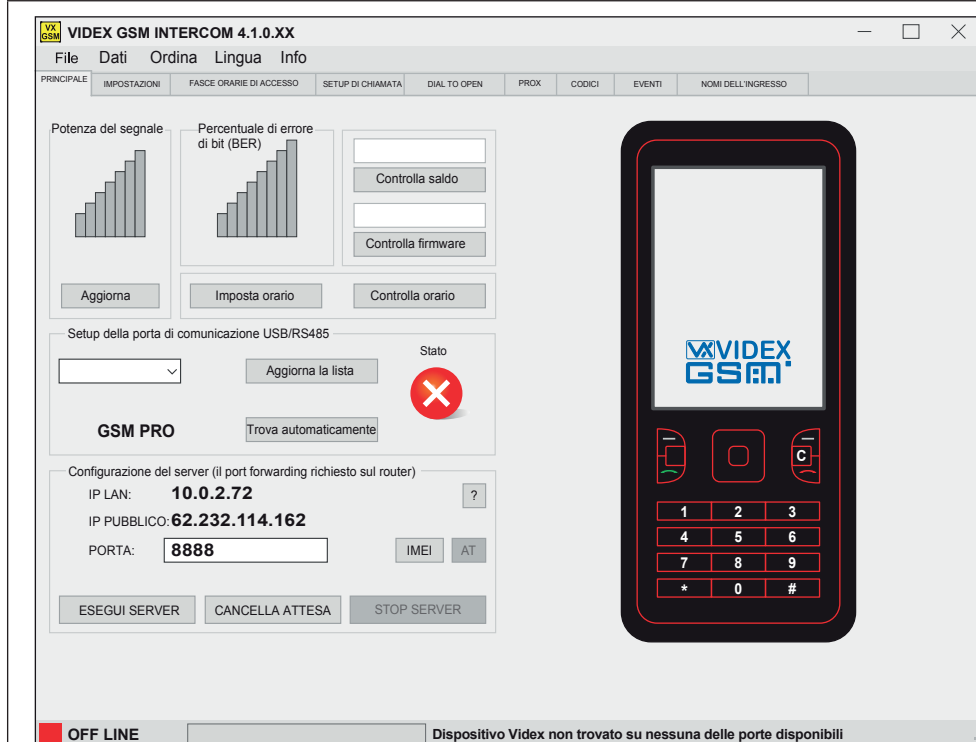 VX GSM VIDEX GSM INTERCOM 4.1.0.XX
File Dati Ordina Lingua Info
PRINCIPALE IMPOSTAZIONI FASCE ORARIE DI ACCESSO SETUP DI CHIAMATA DIAL TO OPEN PROX CODICI EVENTI NOMI DELL'INGRESSO
Potenza del segnale
Percentuale di errore
di bit (BER)
Controlla saldo
Controlla firmware
Aggiorna
Imposta orario
Controlla orario
Setup della porta di comunicazione USB/RS485
Stato
Aggiorna la lista
GSM PRO
Trova automaticamente
Configurazione del server (il port forwarding richiesto sul router)
IP LAN: 10.0.2.72
?
IP PUBBLICO: 62.232.114.162
PORTA: 8888
IMEI
AT
ESEGUI SERVER
CANCELLA ATTESA
STOP SERVER
VIDEX
GSM
C
1 2 3
4 5 6
7 8 9
* 0 #
OFF LINE
Dispositivo Videx non trovato su nessuna delle porte disponibili